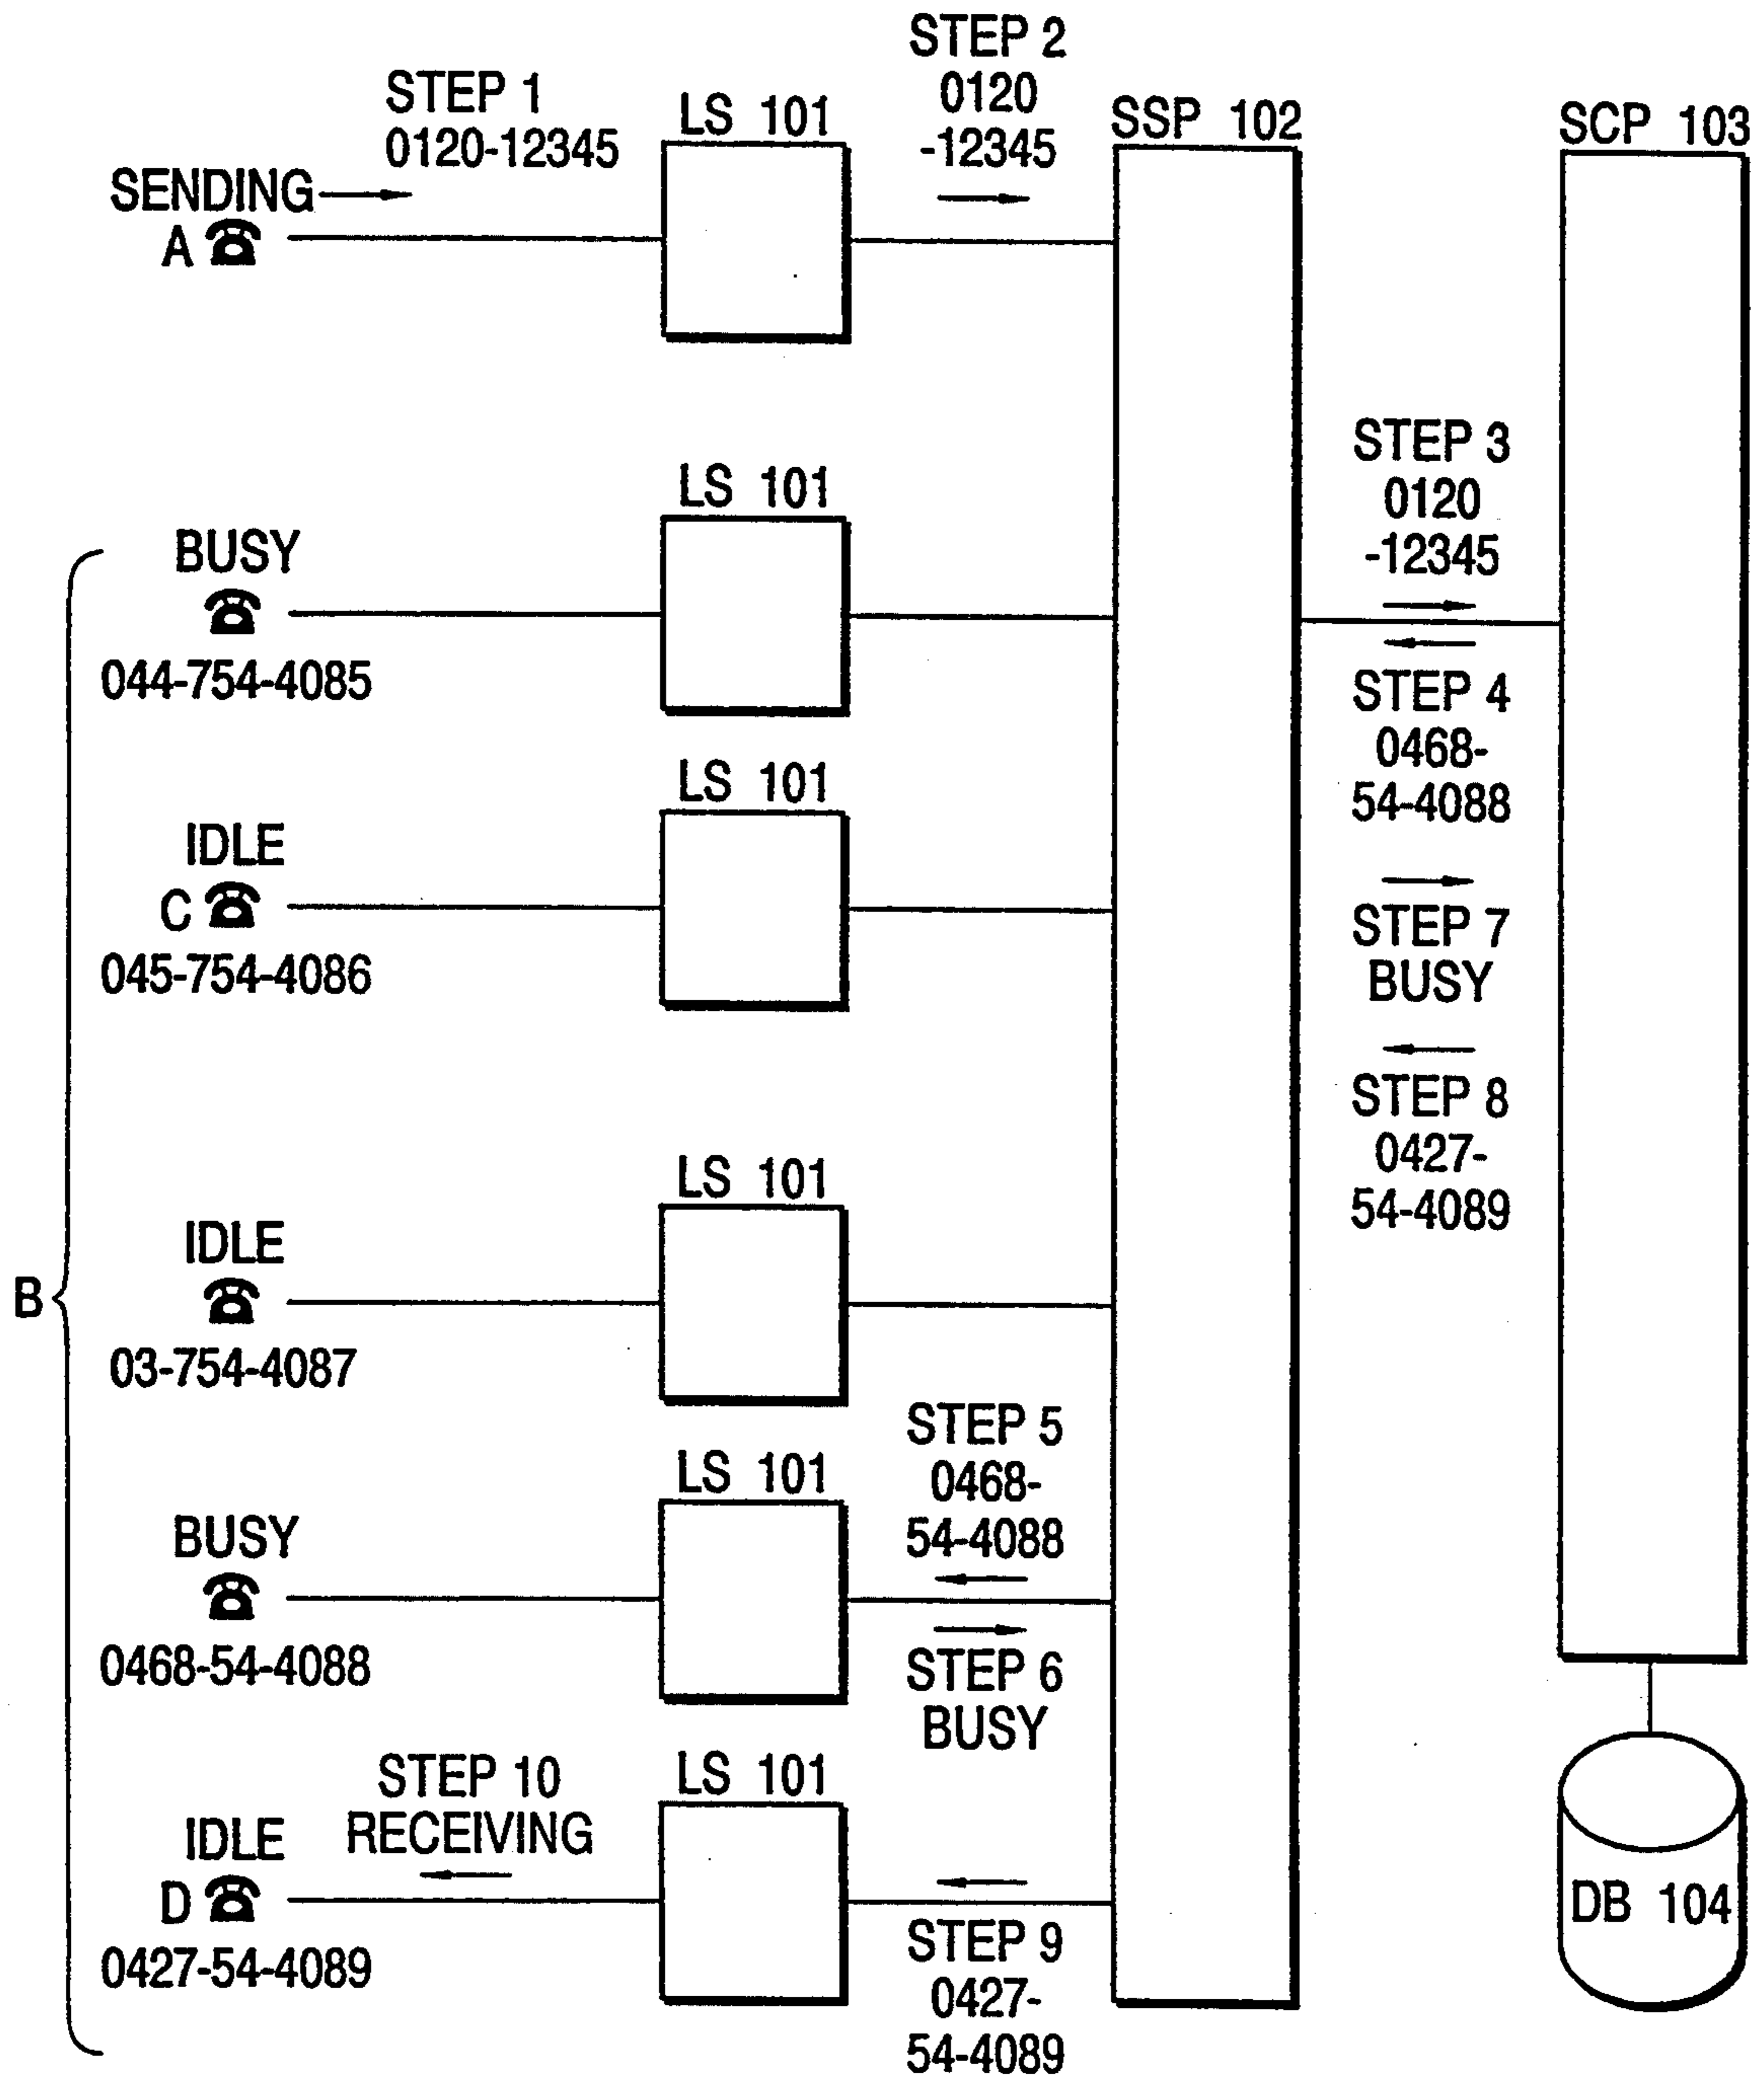 STEP 1
0120-12345
SENDING
A
LS 101
STEP 2
0120
-12345
SSP 102
SCP 103
STEP 3
0120
-12345
STEP 4
0468-
54-4088
STEP 7
BUSY
STEP 8
0427-
54-4089
B
BUSY
044-754-4085
LS 101
IDLE
C
045-754-4086
LS 101
IDLE
03-754-4087
LS 101
BUSY
0468-54-4088
LS 101
STEP 5
0468-
54-4088
STEP 6
BUSY
IDLE
D
0427-54-4089
STEP 10
RECEIVING
LS 101
STEP 9
0427-
54-4089
DB 104